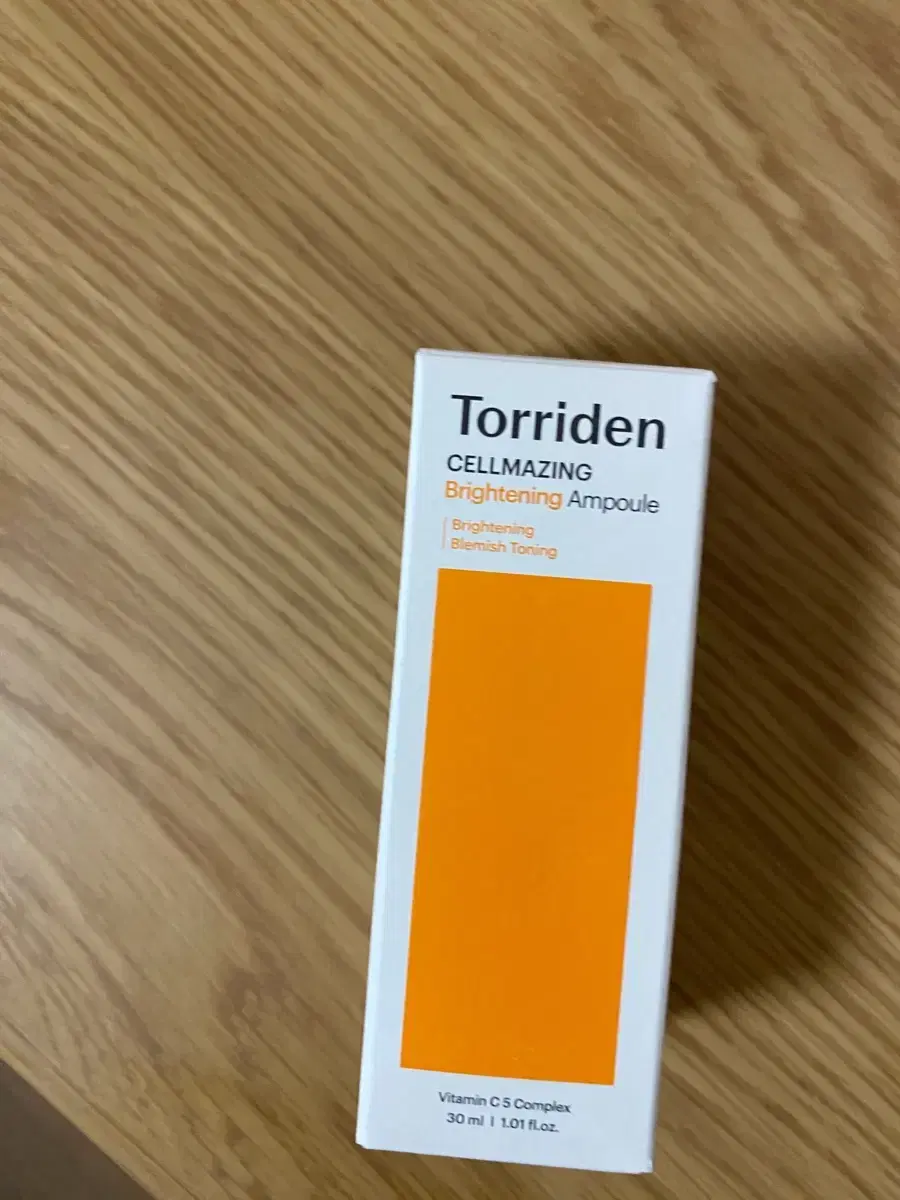 Torriden
CELLMAZING
Brightening Ampoule
Brightening
Blemish Toning
Vitamin C 5 Complex
30 ml | 1.01 fl.oz.